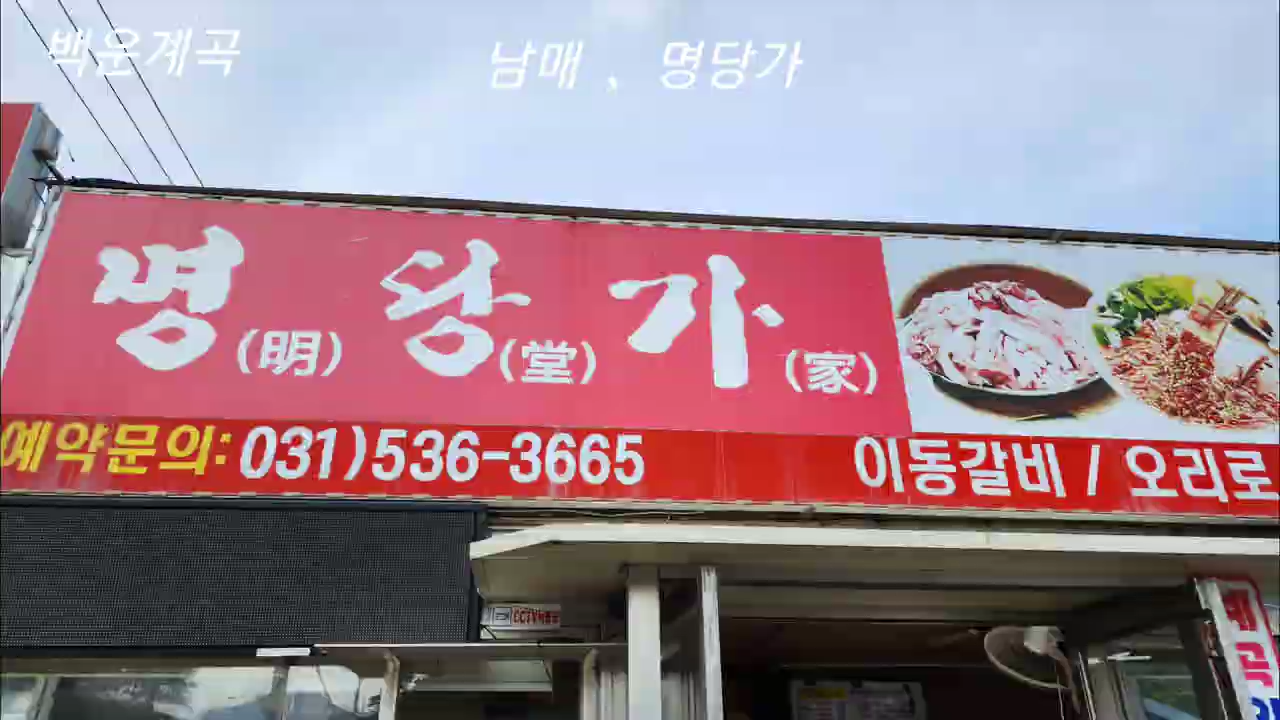 백운계곡
남매 , 명당가
명(明)당(堂)가(家)
예약문의: 031)536-3665
이동갈비 / 오리로
CCTV